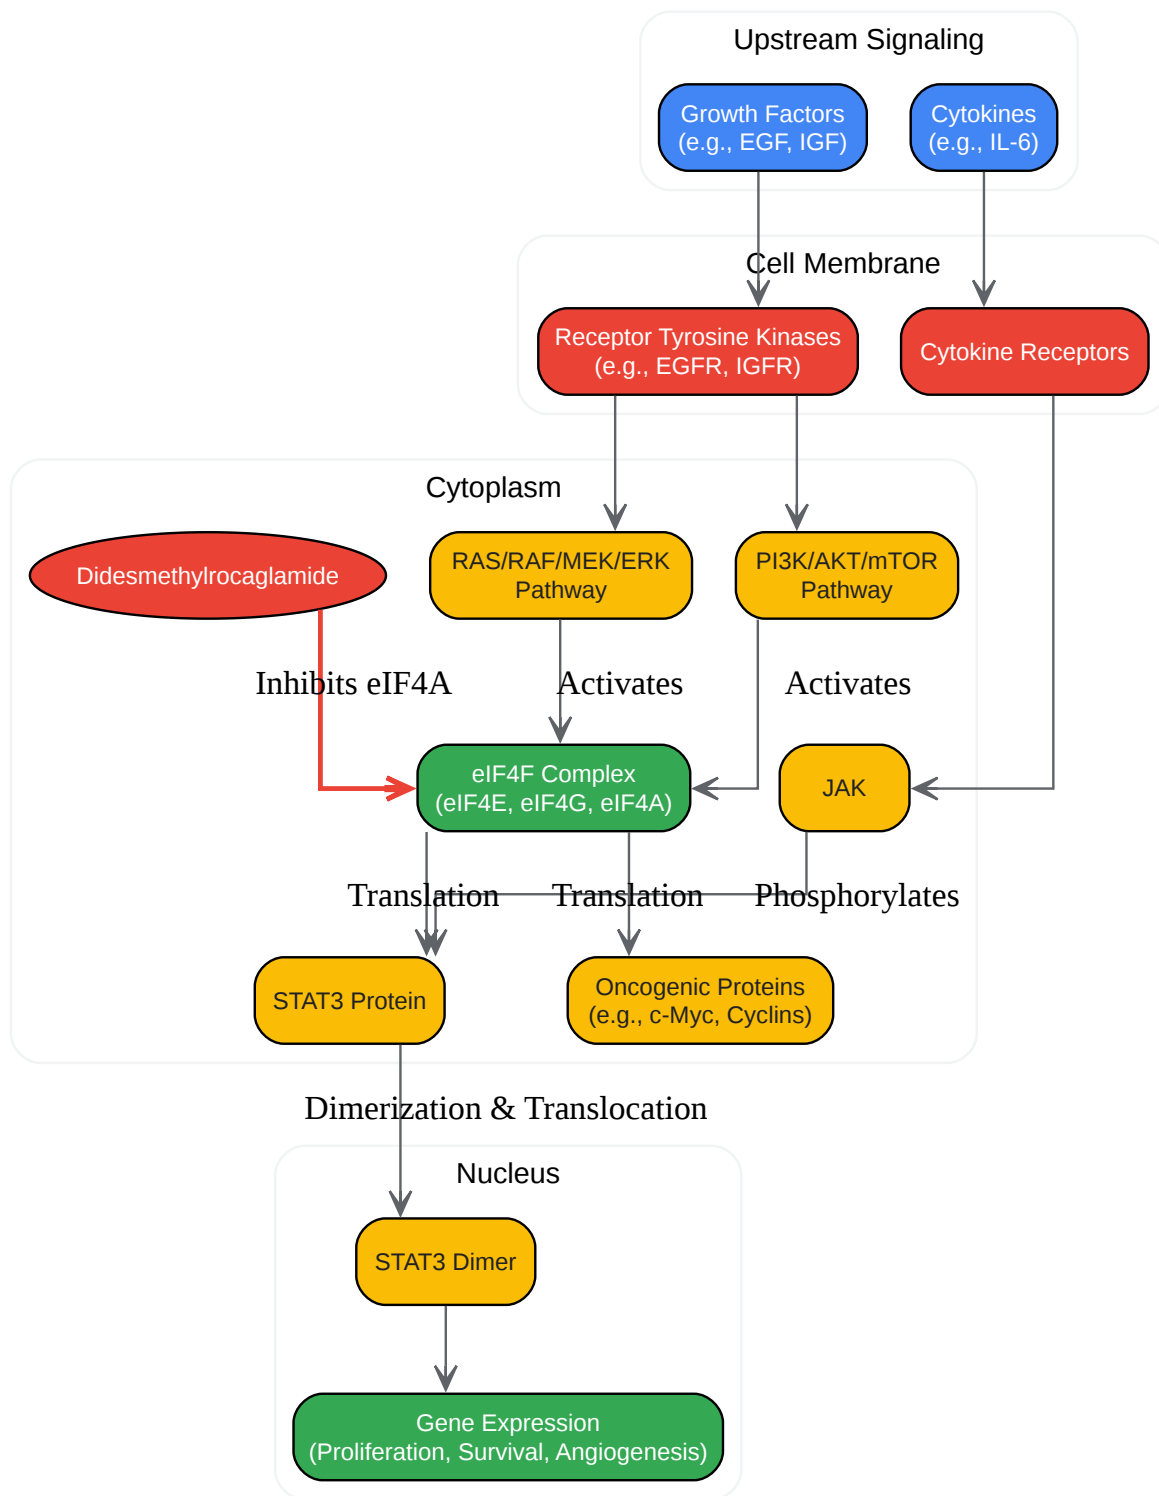 Upstream Signaling
Growth Factors
(e.g., EGF, IGF)
Cytokines
(e.g., IL-6)
Cell Membrane
Receptor Tyrosine Kinases
(e.g., EGFR, IGFR)
Cytokine Receptors
Cytoplasm
Didesmethylrocaglamide
RAS/RAF/MEK/ERK
Pathway
PI3K/AKT/mTOR
Pathway
Inhibits eIF4A
Activates
Activates
eIF4F Complex
(eIF4E, eIF4G, eIF4A)
JAK
Translation
Translation
Phosphorylates
STAT3 Protein
Oncogenic Proteins
(e.g., c-Myc, Cyclins)
Dimerization & Translocation
Nucleus
STAT3 Dimer
Gene Expression
(Proliferation, Survival, Angiogenesis)